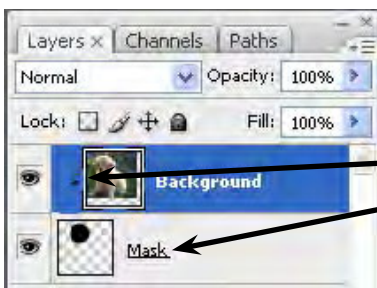 Layers x Channels Paths
Normal Opacity: 100%
Lock: Fill: 100%
Background
Mask